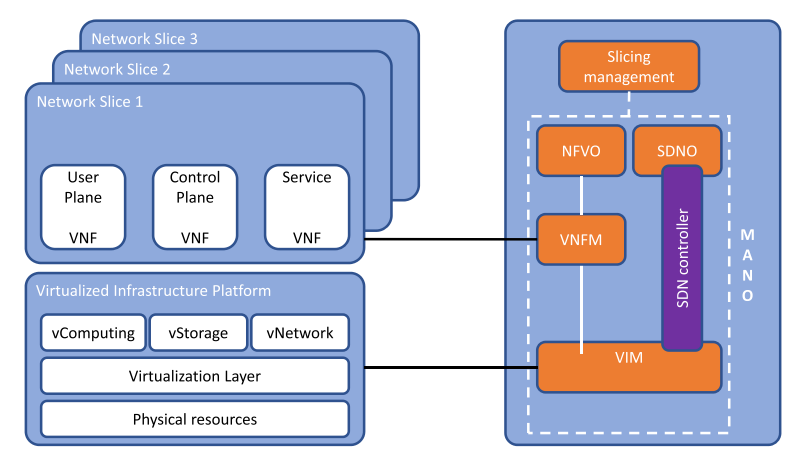 Network Slice 3
Network Slice 2
Network Slice 1
User
Plane
VNF
Control
Plane
VNF
Service
VNF
Virtualized Infrastructure Platform
vComputing
vStorage
vNetwork
Virtualization Layer
Physical resources
Slicing
management
NFVO
SDNO
VNFM
SDN controller
VIM
MANO